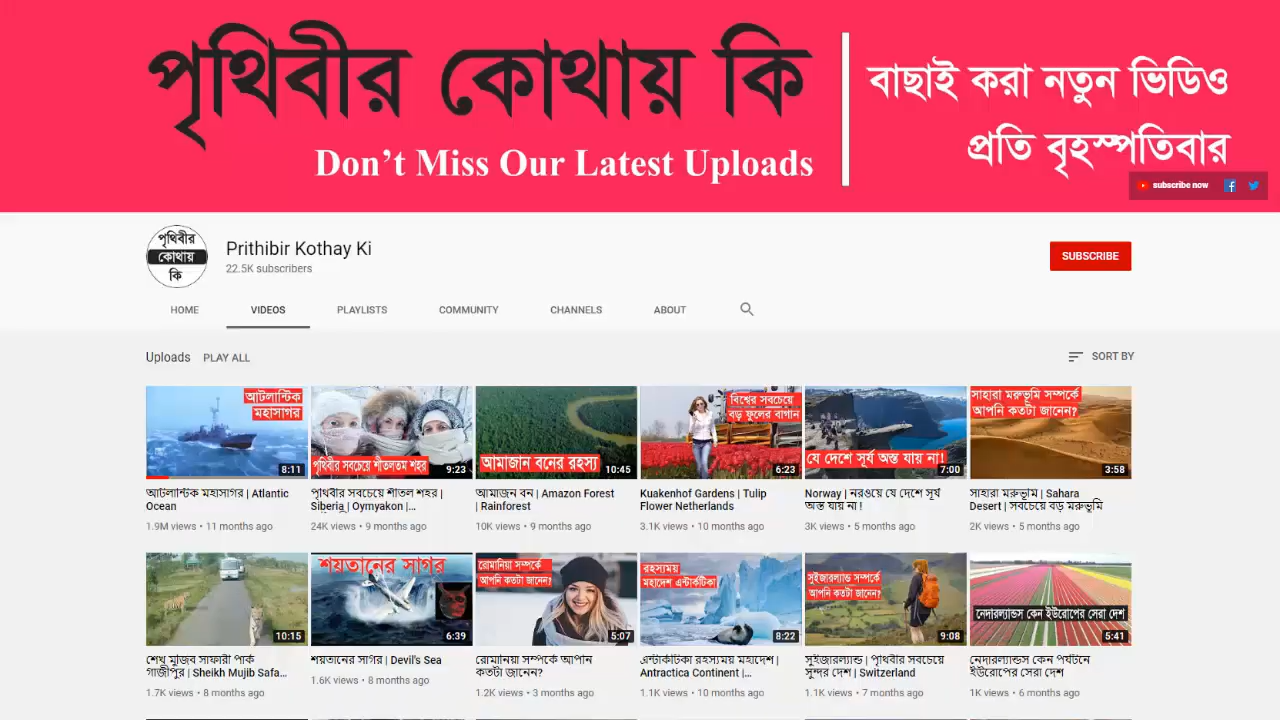 পৃথিবীর কোথায় কি
Don't Miss Our Latest Uploads
বাছাই করা নতুন ভিডিও
প্রতি বৃহস্পতিবার
subscribe now
পৃথিবীর
কোথায়
কি
Prithibir Kothay Ki
22.5K subscribers
SUBSCRIBE
HOME VIDEOS PLAYLISTS COMMUNITY CHANNELS ABOUT
Uploads PLAY ALL SORT BY
আটলান্টিক
মহাসাগর
8:11
পৃথিবীর সবচেয়ে শীতলতম শহর
9:23
আমাজান বনের রহস্য
10:45
বিশ্বের সবচেয়ে
বড় ফুলের বাগান
6:23
যে দেশে সূর্য অস্ত যায় না!
7:00
সাহারা মরুভূমি সম্পর্কে
আপনি কতটা জানেন?
3:58
আটলান্টিক মহাসাগর | Atlantic
Ocean
1.9M views • 11 months ago
পৃথিবীর সবচেয়ে শীতল শহর |
Siberia | Oymyakon |...
24K views • 9 months ago
আমাজন বন | Amazon Forest
| Rainforest
10K views • 9 months ago
Kuakenhof Gardens | Tulip
Flower Netherlands
3.1K views • 10 months ago
Norway | নরওয়ে যে দেশে সূর্য
অস্ত যায় না !
3K views • 5 months ago
সাহারা মরুভূমি | Sahara
Desert | সবচেয়ে বড় মরুভূমি
2K views • 5 months ago
10:15
শয়তানের সাগর
6:39
রোমানিয়া সম্পর্কে
আপনি কতটা জানেন?
5:07
রহস্যময়
মহাদেশ এন্টার্কটিকা
8:22
সুইজারল্যান্ড সম্পর্কে
আপনি কতটা জানেন?
9:08
নেদারল্যান্ডস কেন ইউরোপের সেরা দেশ
5:41
শেখ মুজিব সাফারী পার্ক
গাজীপুর | Sheikh Mujib Safa...
1.7K views • 8 months ago
শয়তানের সাগর | Devil's Sea
1.6K views • 8 months ago
রোমানিয়া সম্পর্কে আপনি
কতটা জানেন?
1.2K views • 3 months ago
এন্টার্কটিকা রহস্যময় মহাদেশ |
Antractica Continent |...
1.1K views • 10 months ago
সুইজারল্যান্ড | পৃথিবীর সবচেয়ে
সুন্দর দেশ | Switzerland
1.1K views • 7 months ago
নেদারল্যান্ডস কেন পর্যটনে
ইউরোপের সেরা দেশ
1K views • 6 months ago